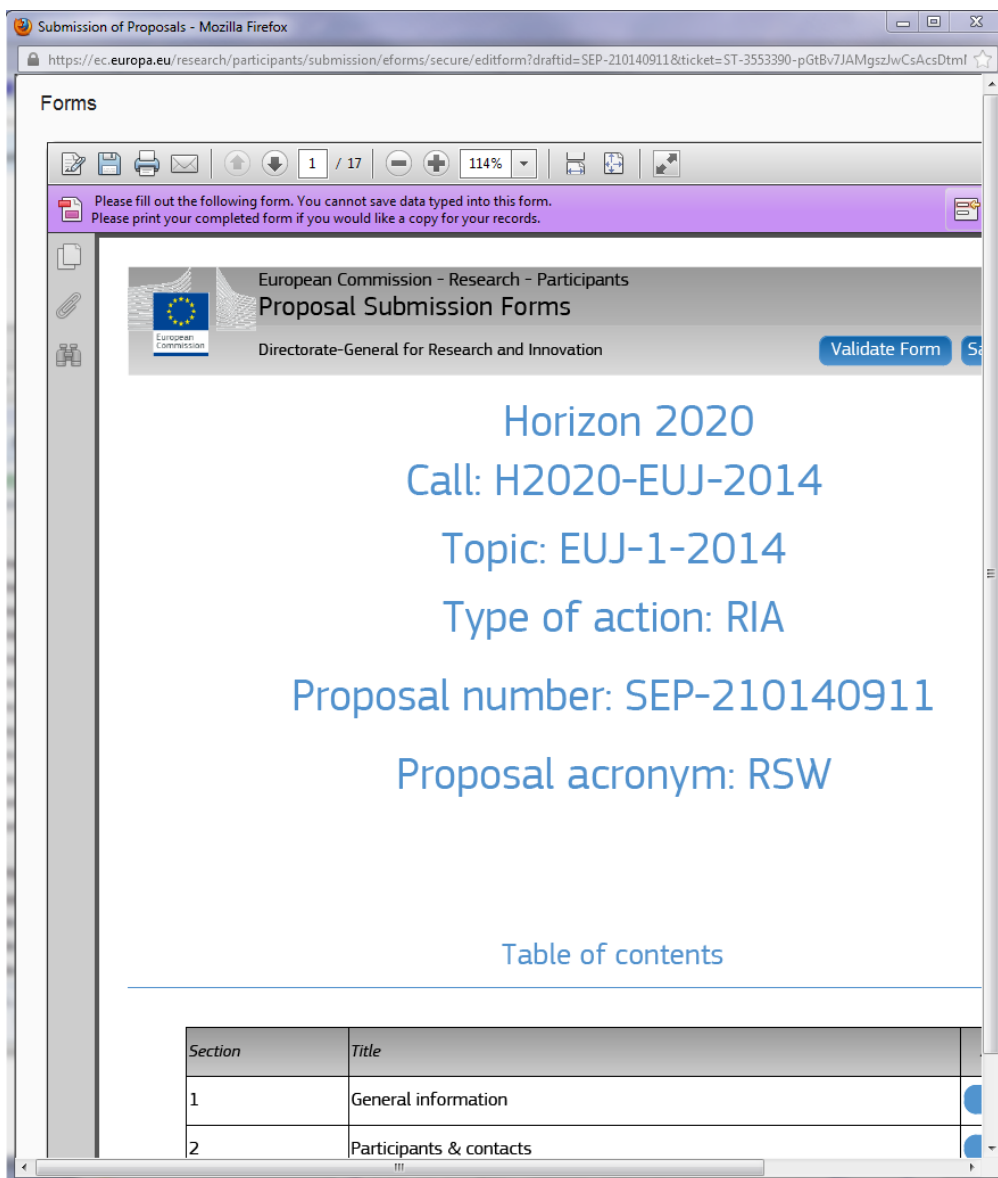 Submission of Proposals - Mozilla Firefox
https://ec.europa.eu/research/participants/submission/eforms/secure/editform?draftid=SEP-210140911&ticket=ST-3553390-pGtBv7JAMgszJwCsAcsDtml
Forms
1 / 17 114%
Please fill out the following form. You cannot save data typed into this form.
Please print your completed form if you would like a copy for your records.
European Commission - Research - Participants
Proposal Submission Forms
European
Commission
Directorate-General for Research and Innovation
Validate Form
Horizon 2020
Call: H2020-EUJ-2014
Topic: EUJ-1-2014
Type of action: RIA
Proposal number: SEP-210140911
Proposal acronym: RSW
Table of contents
Section Title
1 General information
2 Participants & contacts